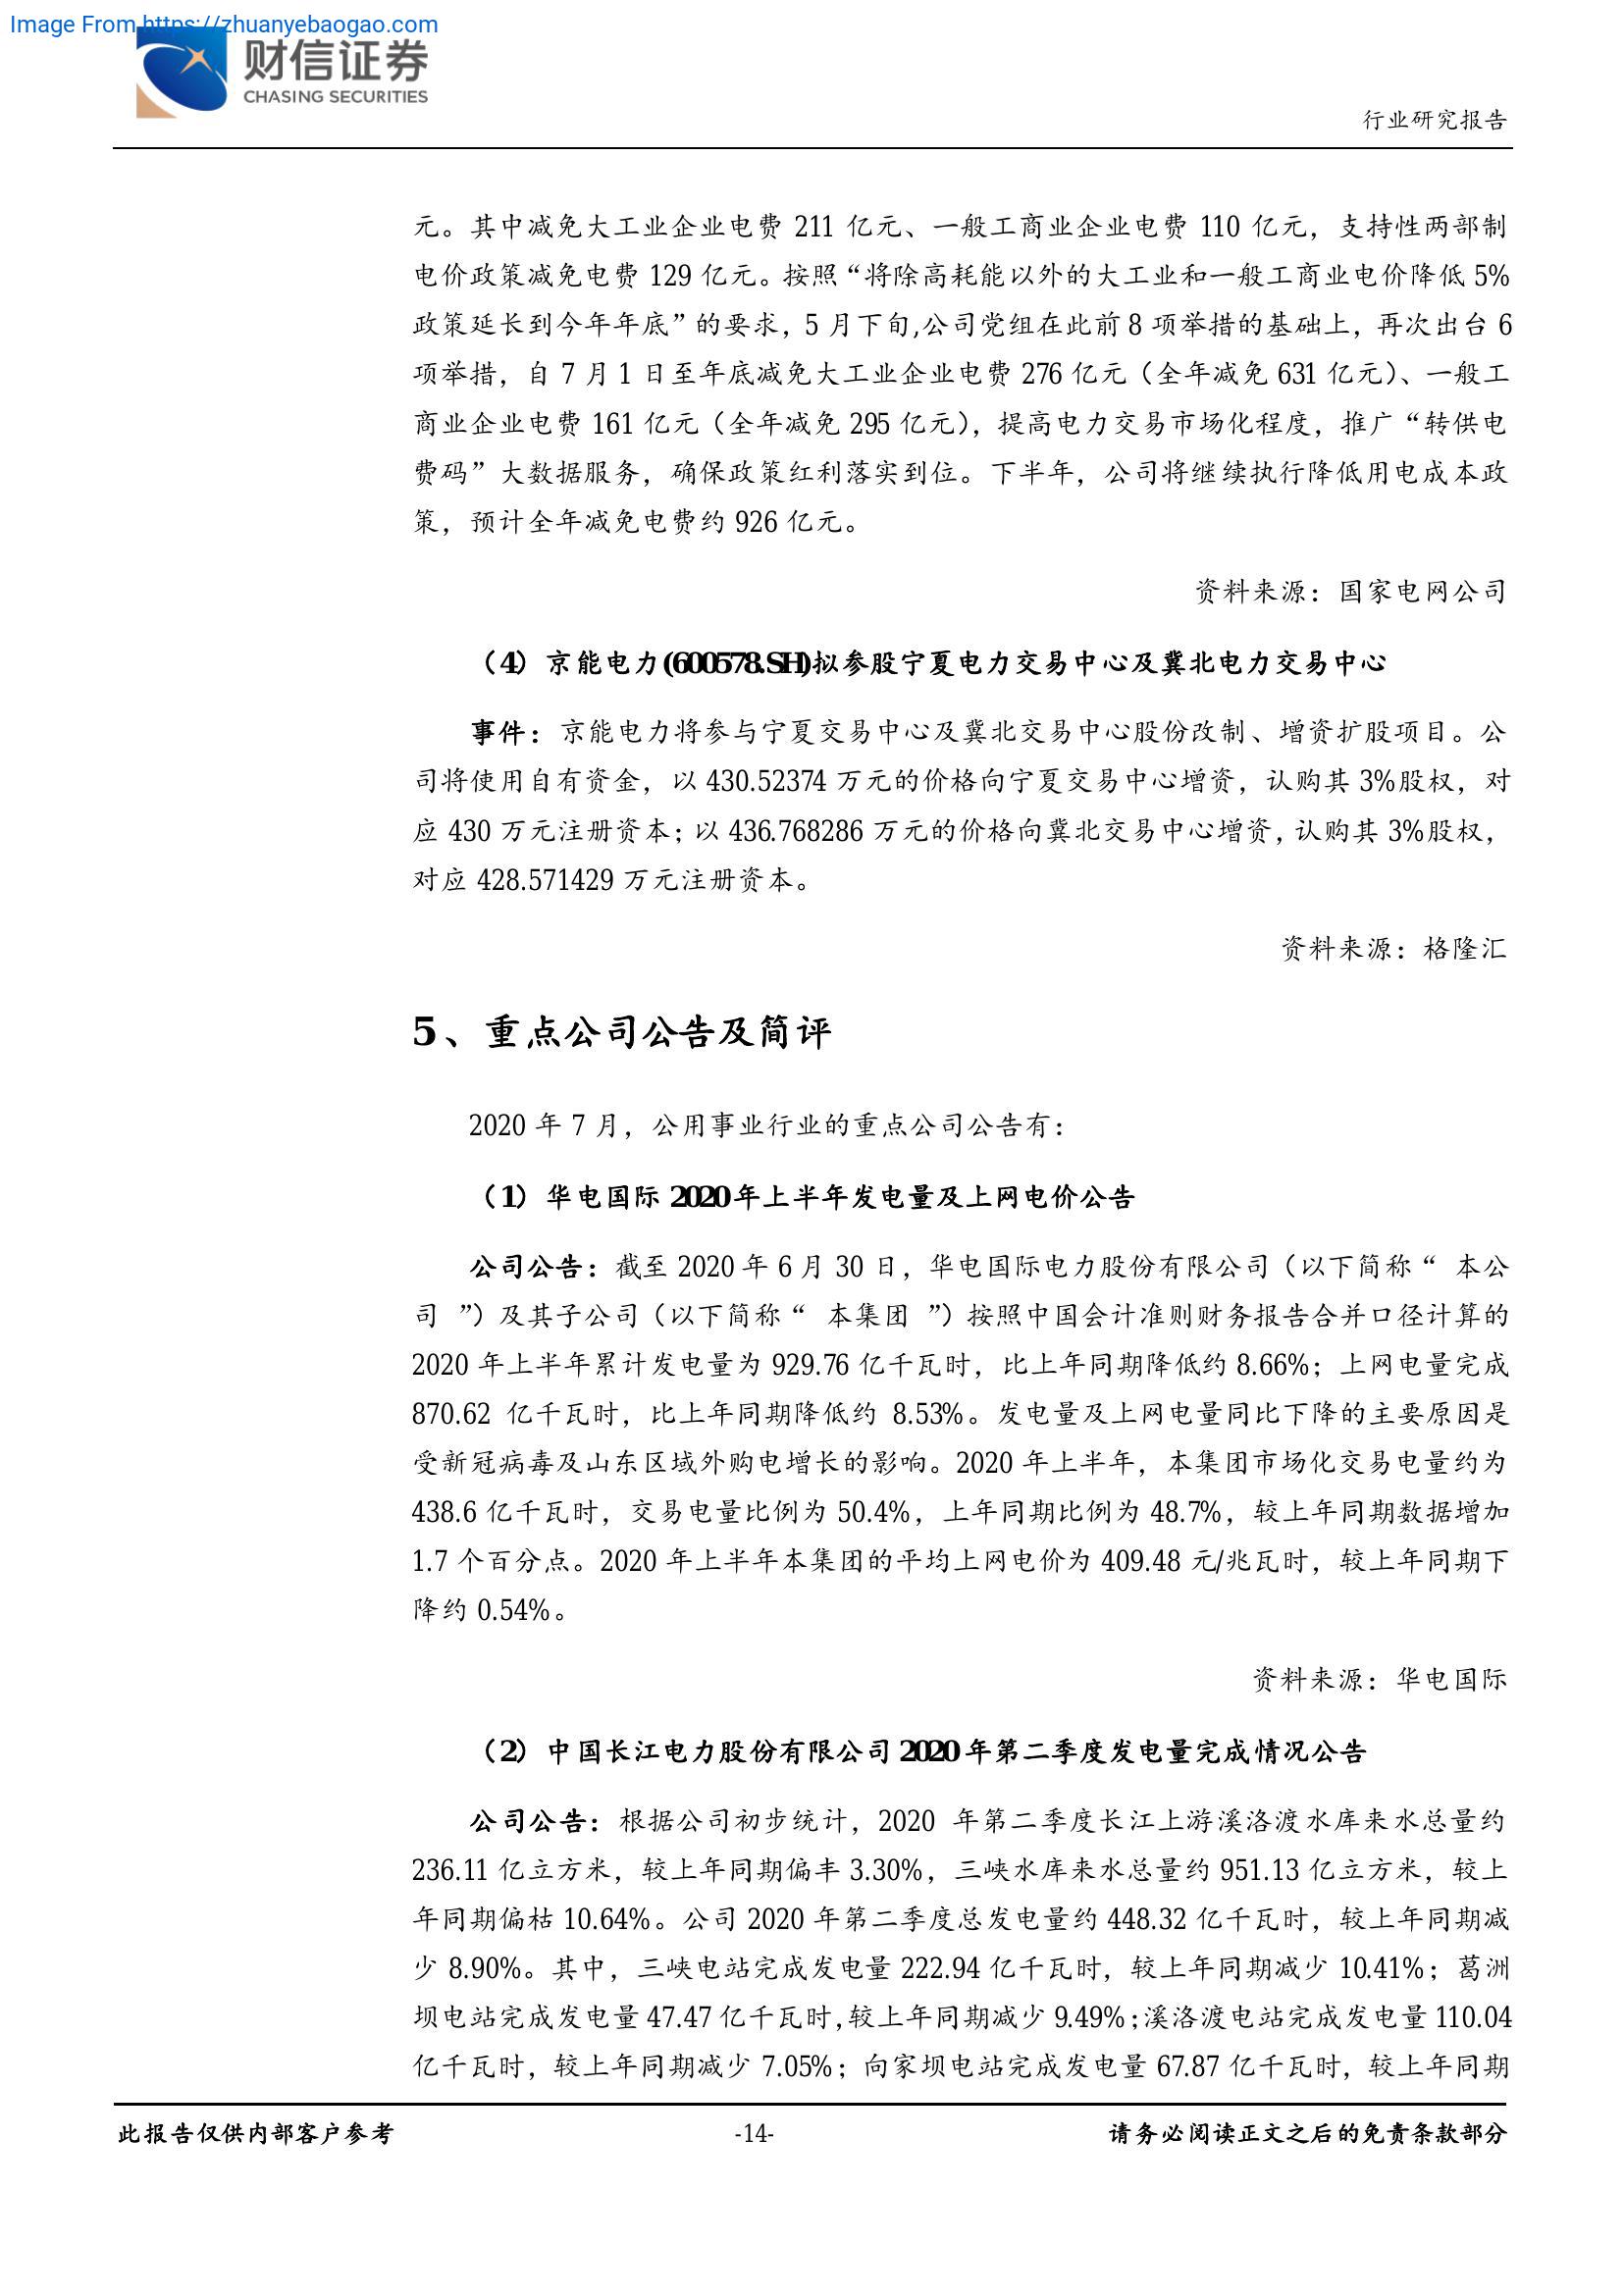 Image From https://zhuanyebaogao.com
财信证券
CHASING SECURITIES
行业研究报告
元。其中减免大工业企业电费 211 亿元、一般工商业企业电费 110 亿元，支持性两部制
电价政策减免电费 129 亿元。按照“将除高耗能以外的大工业和一般工商业电价降低 5%
政策延长到今年年底”的要求，5 月下旬,公司党组在此前 8 项举措的基础上，再次出台 6
项举措，自 7 月 1 日至年底减免大工业企业电费 276 亿元（全年减免 631 亿元）、一般工
商业企业电费 161 亿元（全年减免 295 亿元），提高电力交易市场化程度，推广“转供电
费码”大数据服务，确保政策红利落实到位。下半年，公司将继续执行降低用电成本政
策，预计全年减免电费约 926 亿元。
资料来源：国家电网公司
（4）京能电力(600578.SH)拟参股宁夏电力交易中心及冀北电力交易中心
事件：京能电力将参与宁夏交易中心及冀北交易中心股份改制、增资扩股项目。公
司将使用自有资金，以 430.52374 万元的价格向宁夏交易中心增资，认购其 3%股权，对
应 430 万元注册资本；以 436.768286 万元的价格向冀北交易中心增资，认购其 3%股权，
对应 428.571429 万元注册资本。
资料来源：格隆汇
5、重点公司公告及简评
2020 年 7 月，公用事业行业的重点公司公告有：
（1）华电国际 2020 年上半年发电量及上网电价公告
公司公告：截至 2020 年 6 月 30 日，华电国际电力股份有限公司（以下简称“ 本公
司 ”）及其子公司（以下简称“ 本集团 ”）按照中国会计准则财务报告合并口径计算的
2020 年上半年累计发电量为 929.76 亿千瓦时，比上年同期降低约 8.66%；上网电量完成
870.62 亿千瓦时，比上年同期降低约 8.53%。发电量及上网电量同比下降的主要原因是
受新冠病毒及山东区域外购电增长的影响。2020 年上半年，本集团市场化交易电量约为
438.6 亿千瓦时，交易电量比例为 50.4%，上年同期比例为 48.7%，较上年同期数据增加
1.7 个百分点。2020 年上半年本集团的平均上网电价为 409.48 元/兆瓦时，较上年同期下
降约 0.54%。
资料来源：华电国际
（2）中国长江电力股份有限公司 2020 年第二季度发电量完成情况公告
公司公告：根据公司初步统计，2020 年第二季度长江上游溪洛渡水库来水总量约
236.11 亿立方米，较上年同期偏丰 3.30%，三峡水库来水总量约 951.13 亿立方米，较上
年同期偏枯 10.64%。公司 2020 年第二季度总发电量约 448.32 亿千瓦时，较上年同期减
少 8.90%。其中，三峡电站完成发电量 222.94 亿千瓦时，较上年同期减少 10.41%；葛洲
坝电站完成发电量 47.47 亿千瓦时，较上年同期减少 9.49%；溪洛渡电站完成发电量 110.04
亿千瓦时，较上年同期减少 7.05%；向家坝电站完成发电量 67.87 亿千瓦时，较上年同期
此报告仅供内部客户参考
-14-
请务必阅读正文之后的免责条款部分